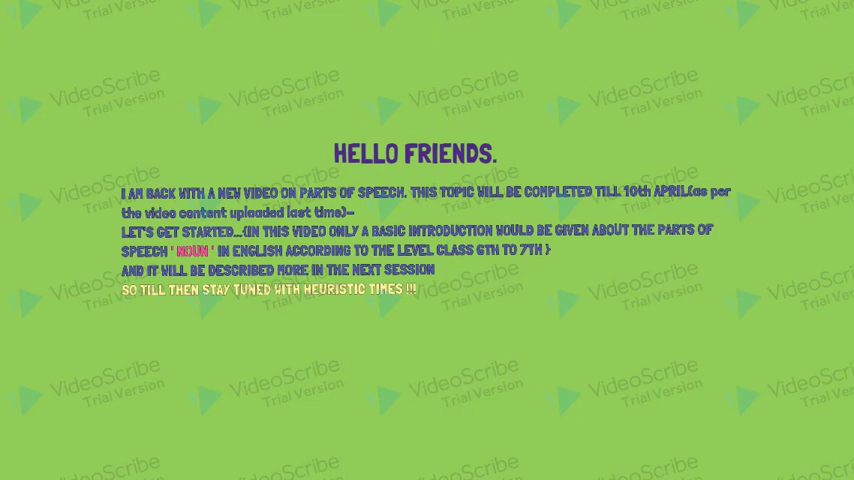 VideoScribe
Trial Version
HELLO FRIENDS.
I AM BACK WITH A NEW VIDEO ON PARTS OF SPEECH. THIS TOPIC WILL BE COMPLETED TILL 10th APRIL(as per
the video content uploaded last time)-
LET'S GET STARTED...(IN THIS VIDEO ONLY A BASIC INTRODUCTION WOULD BE GIVEN ABOUT THE PARTS OF
SPEECH ' NOUN ' IN ENGLISH ACCORDING TO THE LEVEL CLASS 6TH TO 7TH }
AND IT WILL BE DESCRIBED MORE IN THE NEXT SESSION
SO TILL THEN STAY TUNED WITH HEURISTIC TIMES !!!